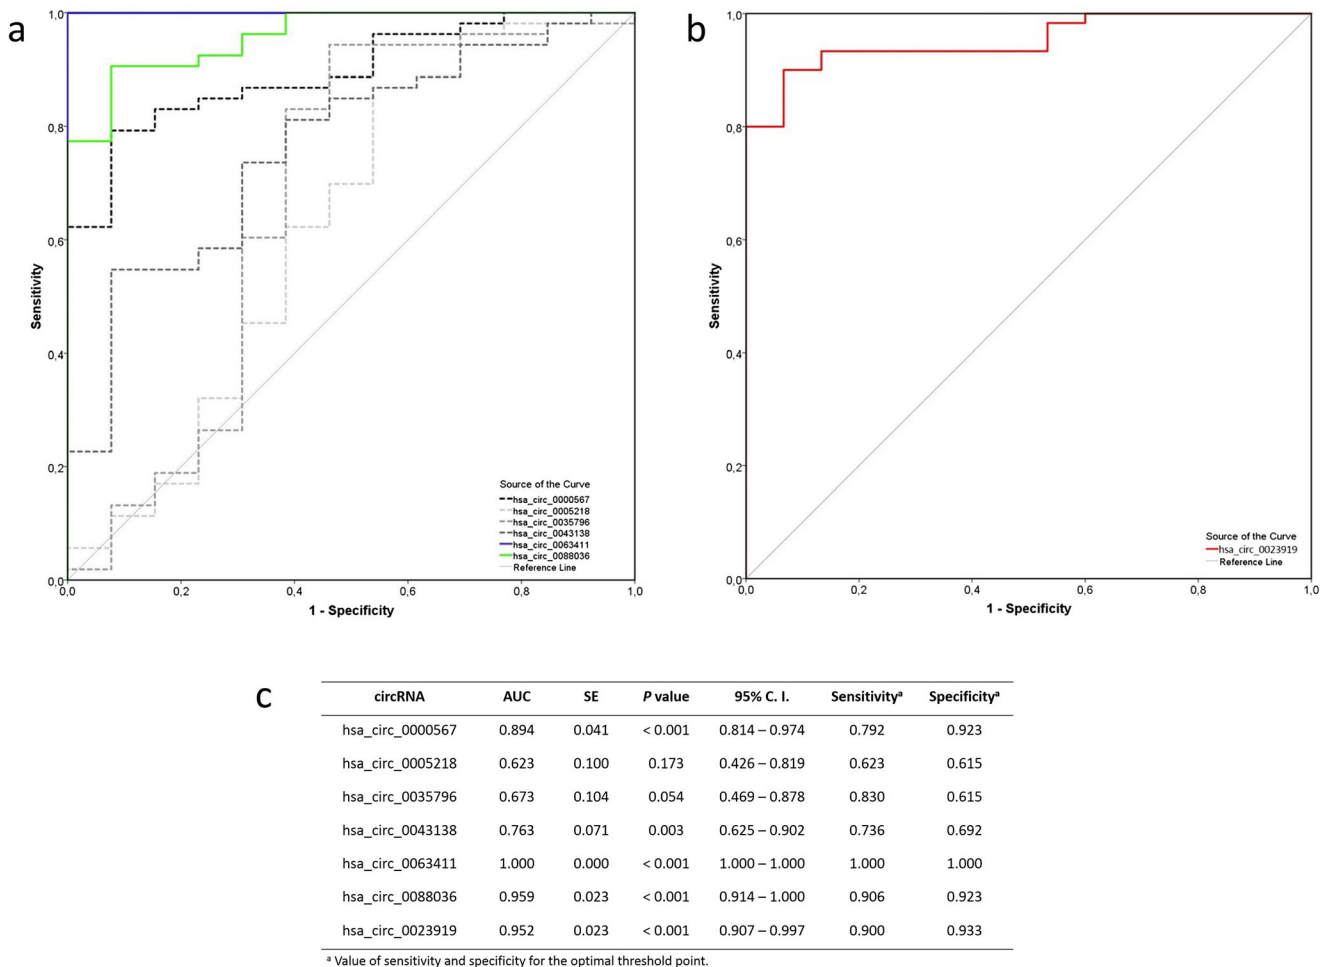 a
1,0
0,8
0,6
0,4
0,2
0,0
Sensitivity
0,0 0,2 0,4 0,6 0,8 1,0
1 - Specificity
Source of the Curve
hsa_circ_0000567
hsa_circ_0005218
hsa_circ_0035796
hsa_circ_0043138
hsa_circ_0063411
hsa_circ_0088036
Reference Line
b
1,0
0,8
0,6
0,4
0,2
0,0
Sensitivity
0,0 0,2 0,4 0,6 0,8 1,0
1 - Specificity
Source of the Curve
hsa_circ_0023919
Reference Line
c
circRNA AUC SE P value 95% C. I. Sensitivityᵃ Specificityᵃ
hsa_circ_0000567 0.894 0.041 < 0.001 0.814 – 0.974 0.792 0.923
hsa_circ_0005218 0.623 0.100 0.173 0.426 – 0.819 0.623 0.615
hsa_circ_0035796 0.673 0.104 0.054 0.469 – 0.878 0.830 0.615
hsa_circ_0043138 0.763 0.071 0.003 0.625 – 0.902 0.736 0.692
hsa_circ_0063411 1.000 0.000 < 0.001 1.000 – 1.000 1.000 1.000
hsa_circ_0088036 0.959 0.023 < 0.001 0.914 – 1.000 0.906 0.923
hsa_circ_0023919 0.952 0.023 < 0.001 0.907 – 0.997 0.900 0.933
ᵃ Value of sensitivity and specificity for the optimal threshold point.